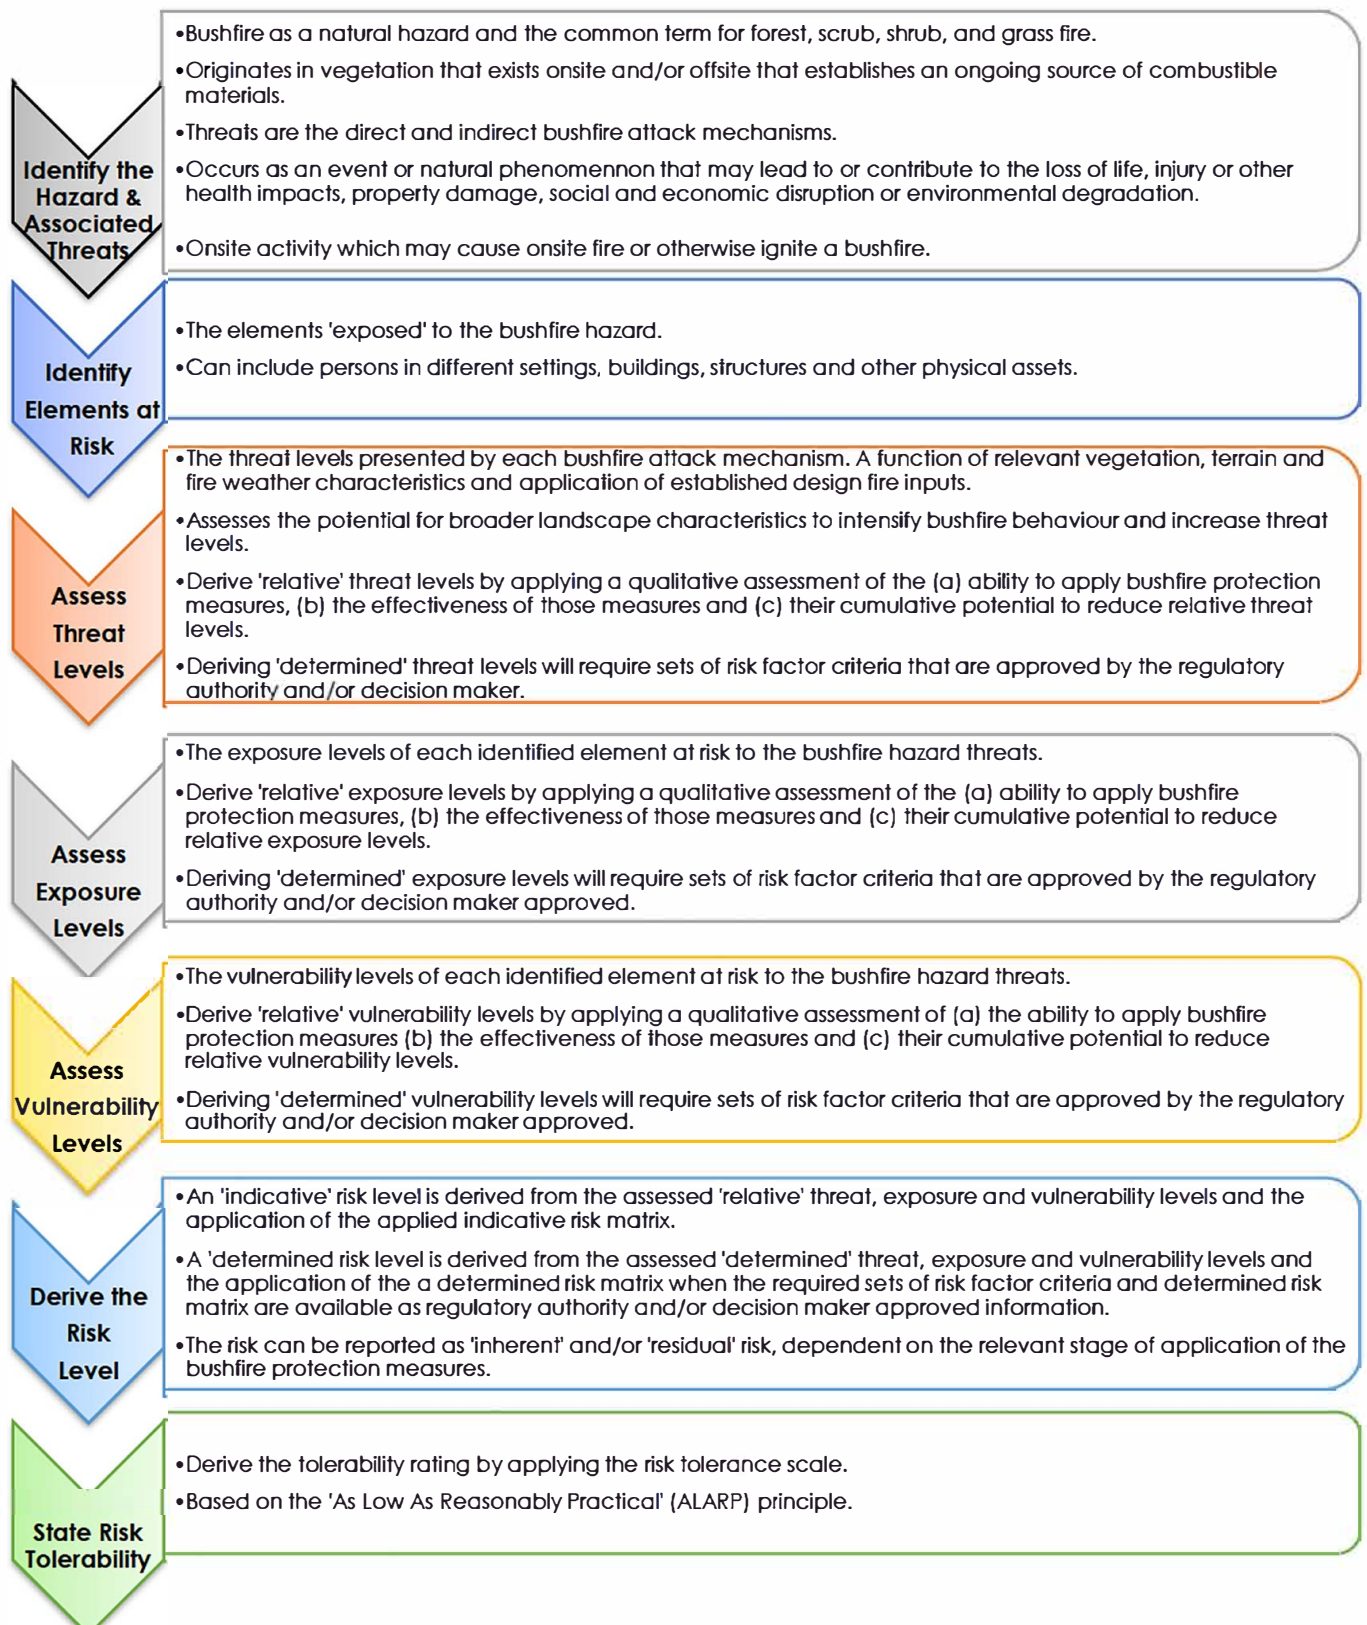 •Bushfire as a natural hazard and the common term for forest, scrub, shrub, and grass fire.
•Originates in vegetation that exists onsite and/or offsite that establishes an ongoing source of combustible
materials.
•Threats are the direct and indirect bushfire attack mechanisms.
•Occurs as an event or natural phenomennon that may lead to or contribute to the loss of life, injury or other
health impacts, property damage, social and economic disruption or environmental degradation.
•Onsite activity which may cause onsite fire or otherwise ignite a bushfire.
Identify the
Hazard &
Associated
Threats
•The elements 'exposed' to the bushfire hazard.
•Can include persons in different settings, buildings, structures and other physical assets.
Identify
Elements at
Risk
•The threat levels presented by each bushfire attack mechanism. A function of relevant vegetation, terrain and
fire weather characteristics and application of established design fire inputs.
•Assesses the potential for broader landscape characteristics to intensify bushfire behaviour and increase threat
levels.
•Derive 'relative' threat levels by applying a qualitative assessment of the (a) ability to apply bushfire protection
measures, (b) the effectiveness of those measures and (c) their cumulative potential to reduce relative threat
levels.
•Deriving 'determined' threat levels will require sets of risk factor criteria that are approved by the regulatory
authority and/or decision maker.
Assess
Threat
Levels
•The exposure levels of each identified element at risk to the bushfire hazard threats.
•Derive 'relative' exposure levels by applying a qualitative assessment of the (a) ability to apply bushfire
protection measures, (b) the effectiveness of those measures and (c) their cumulative potential to reduce
relative exposure levels.
•Deriving 'determined' exposure levels will require sets of risk factor criteria that are approved by the regulatory
authority and/or decision maker approved.
Assess
Exposure
Levels
•The vulnerability levels of each identified element at risk to the bushfire hazard threats.
•Derive 'relative' vulnerability levels by applying a qualitative assessment of (a) the ability to apply bushfire
protection measures (b) the effectiveness of those measures and (c) their cumulative potential to reduce
relative vulnerability levels.
•Deriving 'determined' vulnerability levels will require sets of risk factor criteria that are approved by the regulatory
authority and/or decision maker approved.
Assess
Vulnerability
Levels
•An 'indicative' risk level is derived from the assessed 'relative' threat, exposure and vulnerability levels and the
application of the applied indicative risk matrix.
•A 'determined risk level is derived from the assessed 'determined' threat, exposure and vulnerability levels and
the application of the a determined risk matrix when the required sets of risk factor criteria and determined risk
matrix are available as regulatory authority and/or decision maker approved information.
•The risk can be reported as 'inherent' and/or 'residual' risk, dependent on the relevant stage of application of the
bushfire protection measures.
Derive the
Risk
Level
•Derive the tolerability rating by applying the risk tolerance scale.
•Based on the 'As Low As Reasonably Practical' (ALARP) principle.
State Risk
Tolerability